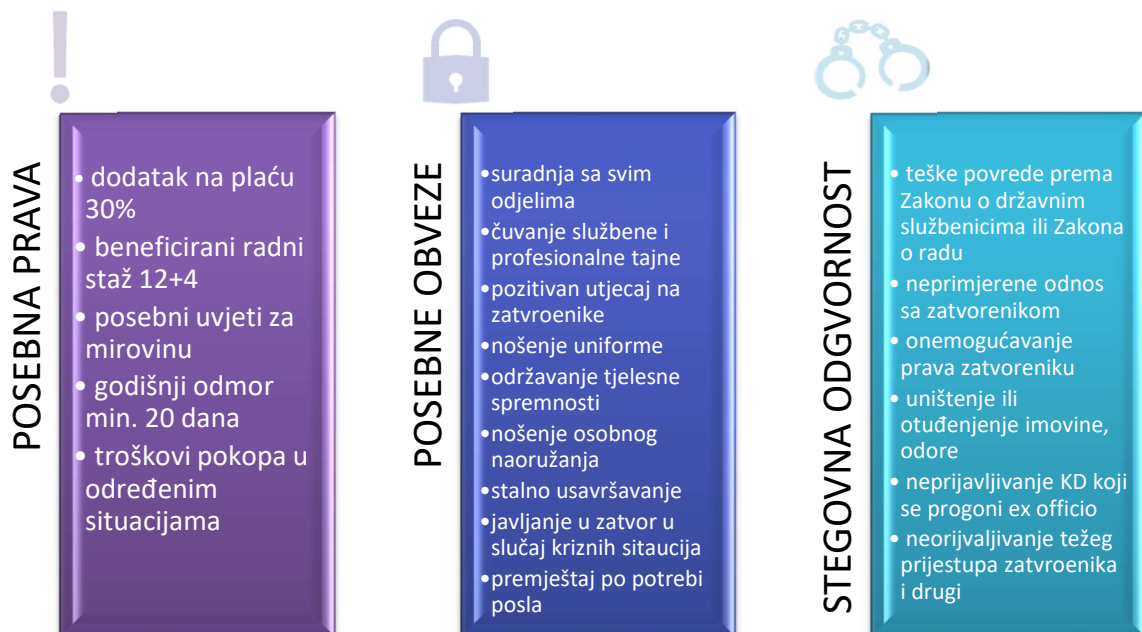 POSEBNA PRAVA
• dodatak na plaću
30%
• beneficirani radni
staž 12+4
• posebni uvjeti za
mirovinu
• godišnji odmor
min. 20 dana
• troškovi pokopa u
određenim
situacijama
POSEBNE OBVEZE
•suradnja sa svim
odjelima
•čuvanje službene i
profesionalne tajne
•pozitivan utjecaj na
zatvroenike
•nošenje uniforme
•održavanje tjelesne
spremnosti
•nošenje osobnog
naoružanja
•stalno usavršavanje
•javljanje u zatvor u
slučaj kriznih sitaucija
•premještaj po potrebi
posla
STEGOVNA ODGVORNOST
• teške povrede prema
Zakonu o državnim
službenicima ili Zakona
o radu
• neprimjerene odnos
sa zatvorenikom
• onemogućavanje
prava zatvoreniku
• uništenje ili
otuđenjenje imovine,
odore
• neprijavljivanje KD koji
se progoni ex officio
• neorijvaljivanje težeg
prijestupa zatvroenika
i drugi